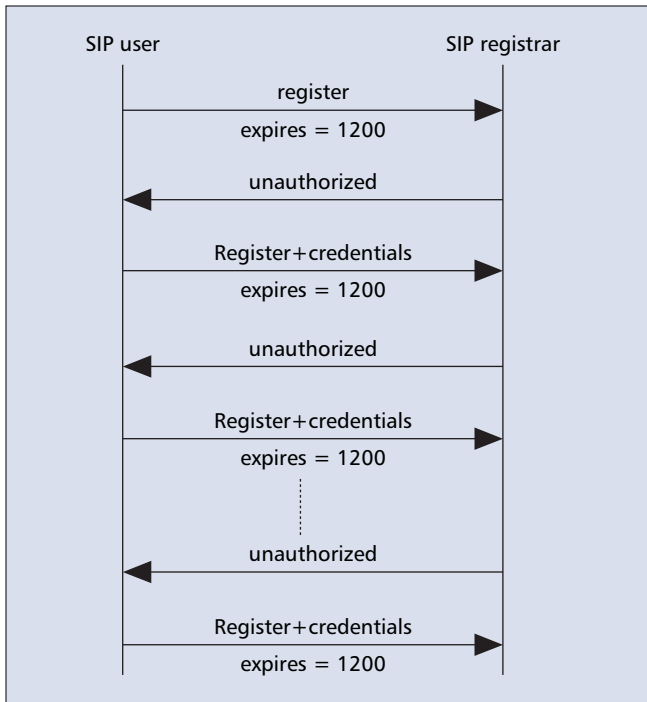 SIP user
SIP registrar
register
expires = 1200
unauthorized
Register+credentials
expires = 1200
unauthorized
Register+credentials
expires = 1200
unauthorized
Register+credentials
expires = 1200